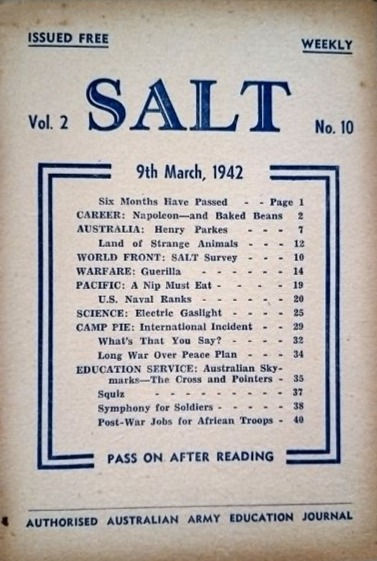 ISSUED FREE
WEEKLY
SALT
Vol. 2
No. 10
9th March, 1942
Six Months Have Passed - - Page 1
CAREER: Napoleon—and Baked Beans 2
AUSTRALIA: Henry Parkes - - - 7
Land of Strange Animals - - 12
WORLD FRONT: SALT Survey - - 10
WARFARE: Guerilla - - - - - - 14
PACIFIC: A Nip Must Eat - - - - 19
U.S. Naval Ranks - - - - - 20
SCIENCE: Electric Gaslight - - - 25
CAMP PIE: International Incident - - 29
What's That You Say? - - - 32
Long War Over Peace Plan - - 34
EDUCATION SERVICE: Australian Sky-
marks—The Cross and Pointers - 35
Squiz - - - - - - - - 37
Symphony for Soldiers - - - - 38
Post-War Jobs for African Troops - 40
PASS ON AFTER READING
AUTHORISED AUSTRALIAN ARMY EDUCATION JOURNAL